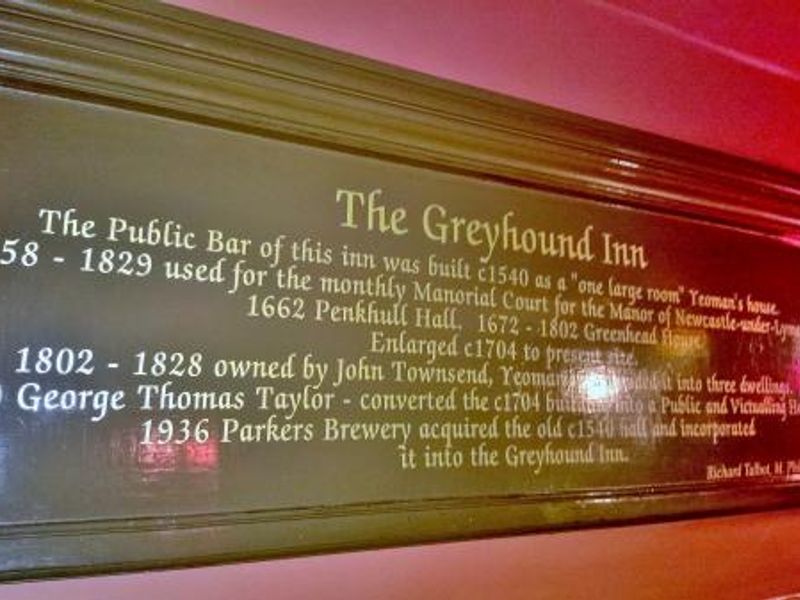 The Greyhound Inn
The Public Bar of this inn was built c1540 as a "one large room" Yeoman's house.
58 - 1829 used for the monthly Manorial Court for the Manor of Newcastle-under-Lyme
1662 Penkhull Hall, 1672 - 1802 Greenhead House
Enlarged c1704 to present size.
1802 - 1828 owned by John Townsend, Yeoman, it into three dwellings.
George Thomas Taylor - converted the c1704 building into a Public and Victualling
1936 Parkers Brewery acquired the old c1540 hall and incorporated
it into the Greyhound Inn.
Richard Talbot, M.